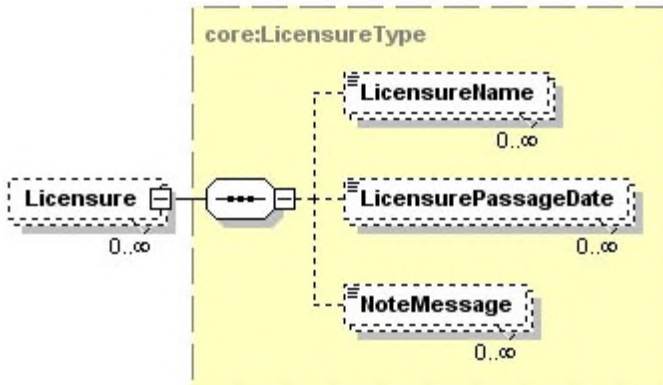 core:LicensureType
LicensureName
0..∞
Licensure
0..∞
LicensurePassageDate
0..∞
NoteMessage
0..∞